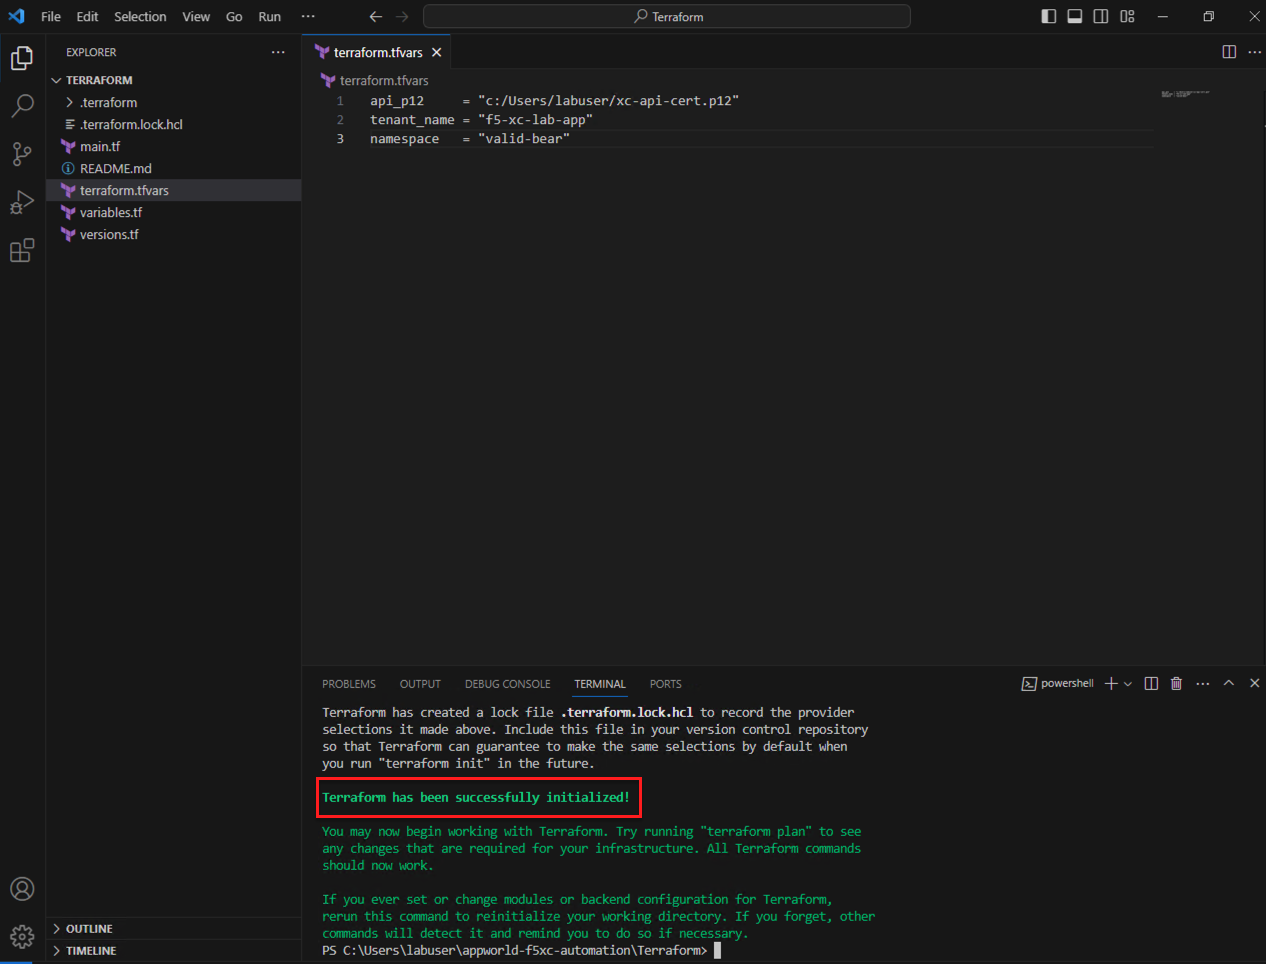 File Edit Selection View Go Run ···
Terraform
EXPLORER ···
TERRAFORM
.terraform
.terraform.lock.hcl
main.tf
README.md
terraform.tfvars
variables.tf
versions.tf
OUTLINE
TIMELINE
terraform.tfvars
terraform.tfvars
1 api_p12 = "c:/Users/labuser/xc-api-cert.p12"
2 tenant_name = "f5-xc-lab-app"
3 namespace = "valid-bear"
PROBLEMS OUTPUT DEBUG CONSOLE TERMINAL PORTS
powershell
Terraform has created a lock file .terraform.lock.hcl to record the provider
selections it made above. Include this file in your version control repository
so that Terraform can guarantee to make the same selections by default when
you run "terraform init" in the future.
Terraform has been successfully initialized!
You may now begin working with Terraform. Try running "terraform plan" to see
any changes that are required for your infrastructure. All Terraform commands
should now work.
If you ever set or change modules or backend configuration for Terraform,
rerun this command to reinitialize your working directory. If you forget, other
commands will detect it and remind you to do so if necessary.
PS C:\Users\labuser\appworld-f5xc-automation\Terraform>